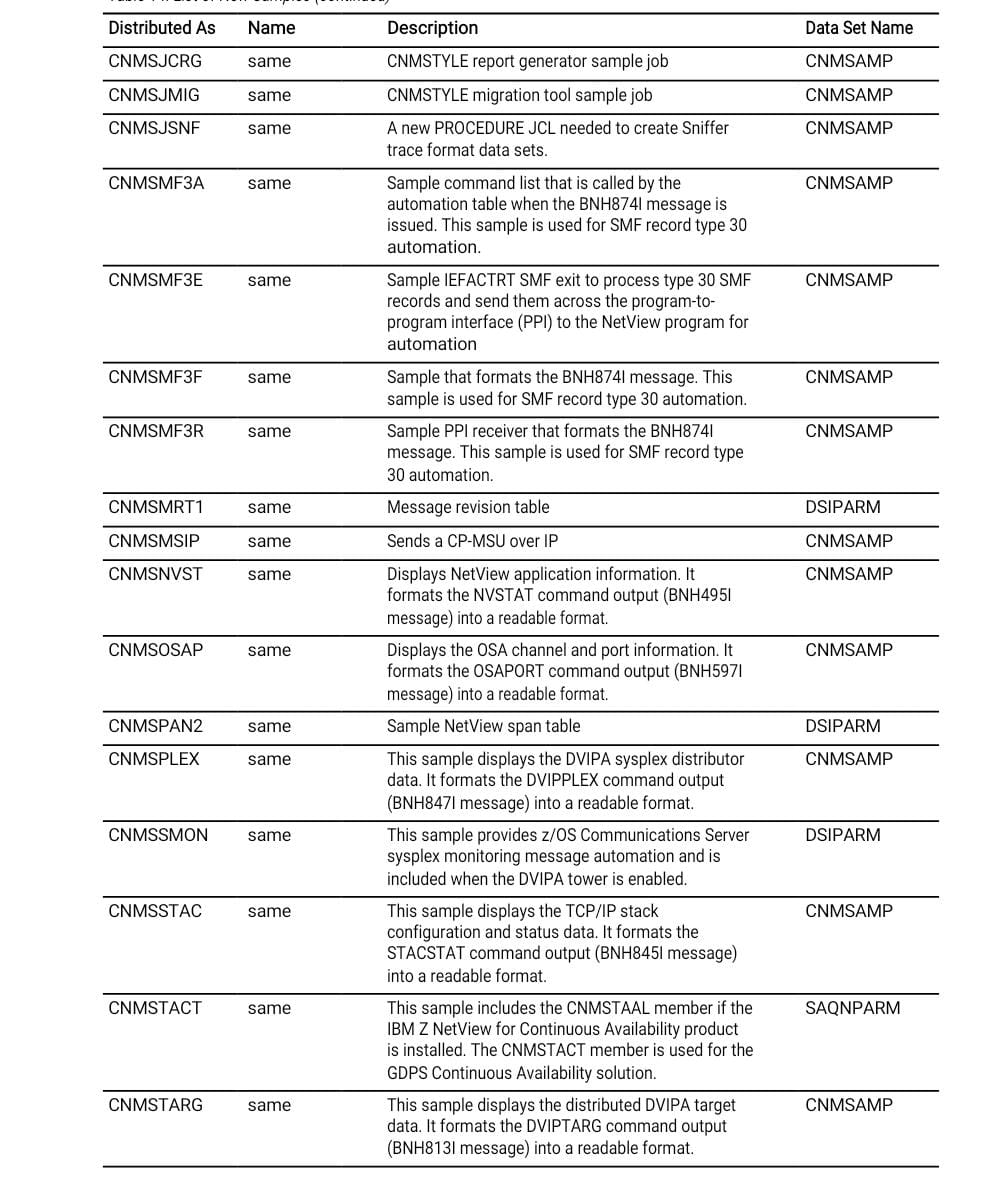 Distributed As Name Description Data Set Name
CNMSJCRG same CNMSTYLE report generator sample job CNMSAMP
CNMSJMIG same CNMSTYLE migration tool sample job CNMSAMP
CNMSJSNF same A new PROCEDURE JCL needed to create Sniffer CNMSAMP
trace format data sets.
CNMSMF3A same Sample command list that is called by the CNMSAMP
automation table when the BNH874I message is
issued. This sample is used for SMF record type 30
automation.
CNMSMF3E same Sample IEFACTRT SMF exit to process type 30 SMF CNMSAMP
records and send them across the program-to-
program interface (PPI) to the NetView program for
automation
CNMSMF3F same Sample that formats the BNH874I message. This CNMSAMP
sample is used for SMF record type 30 automation.
CNMSMF3R same Sample PPI receiver that formats the BNH874I CNMSAMP
message. This sample is used for SMF record type
30 automation.
CNMSMRT1 same Message revision table DSIPARM
CNMSMSIP same Sends a CP-MSU over IP CNMSAMP
CNMSNVST same Displays NetView application information. It CNMSAMP
formats the NVSTAT command output (BNH495I
message) into a readable format.
CNMSOSAP same Displays the OSA channel and port information. It CNMSAMP
formats the OSAPORT command output (BNH597I
message) into a readable format.
CNMSPAN2 same Sample NetView span table DSIPARM
CNMSPLEX same This sample displays the DVIPA sysplex distributor CNMSAMP
data. It formats the DVIPPLEX command output
(BNH847I message) into a readable format.
CNMSSMON same This sample provides z/OS Communications Server DSIPARM
sysplex monitoring message automation and is
included when the DVIPA tower is enabled.
CNMSSTAC same This sample displays the TCP/IP stack CNMSAMP
configuration and status data. It formats the
STACSTAT command output (BNH845I message)
into a readable format.
CNMSTACT same This sample includes the CNMSTAAL member if the SAQNPARM
IBM Z NetView for Continuous Availability product
is installed. The CNMSTACT member is used for the
GDPS Continuous Availability solution.
CNMSTARG same This sample displays the distributed DVIPA target CNMSAMP
data. It formats the DVIPTARG command output
(BNH813I message) into a readable format.